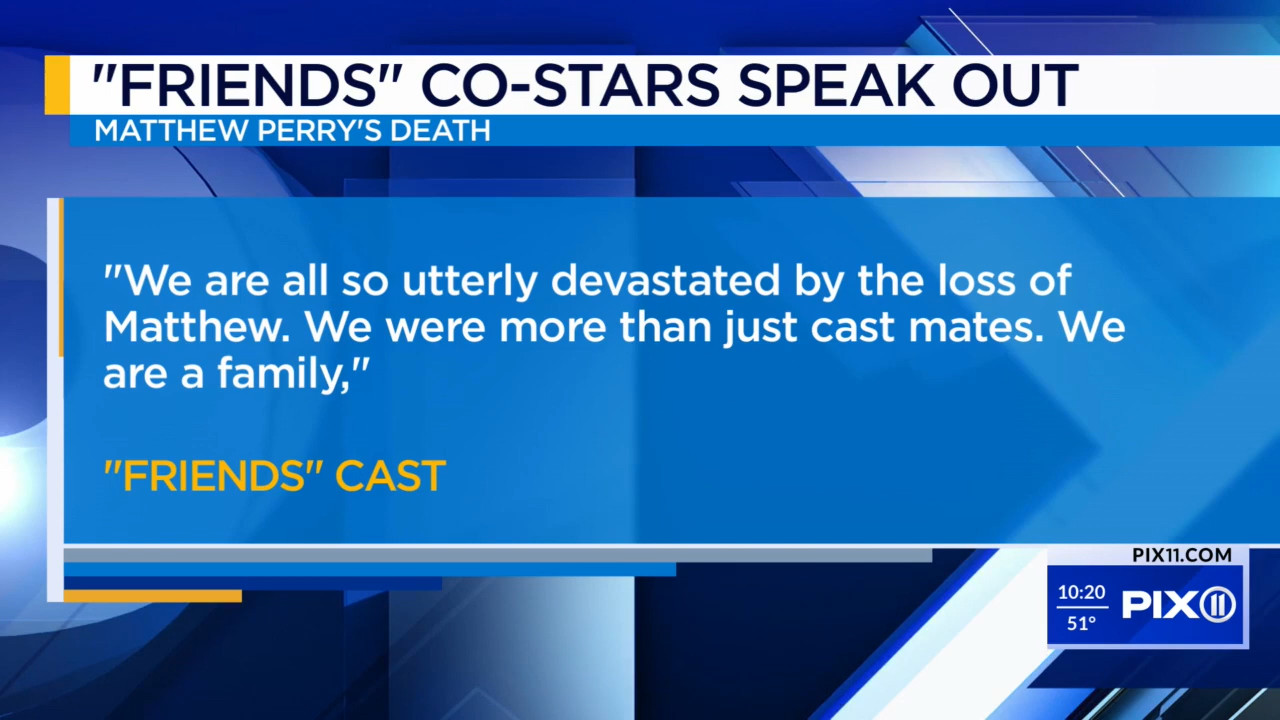 "FRIENDS" CO-STARS SPEAK OUT
MATTHEW PERRY'S DEATH
"We are all so utterly devastated by the loss of
Matthew. We were more than just cast mates. We
are a family,"
"FRIENDS" CAST
PIX11.COM
10:20
51°
PIX11